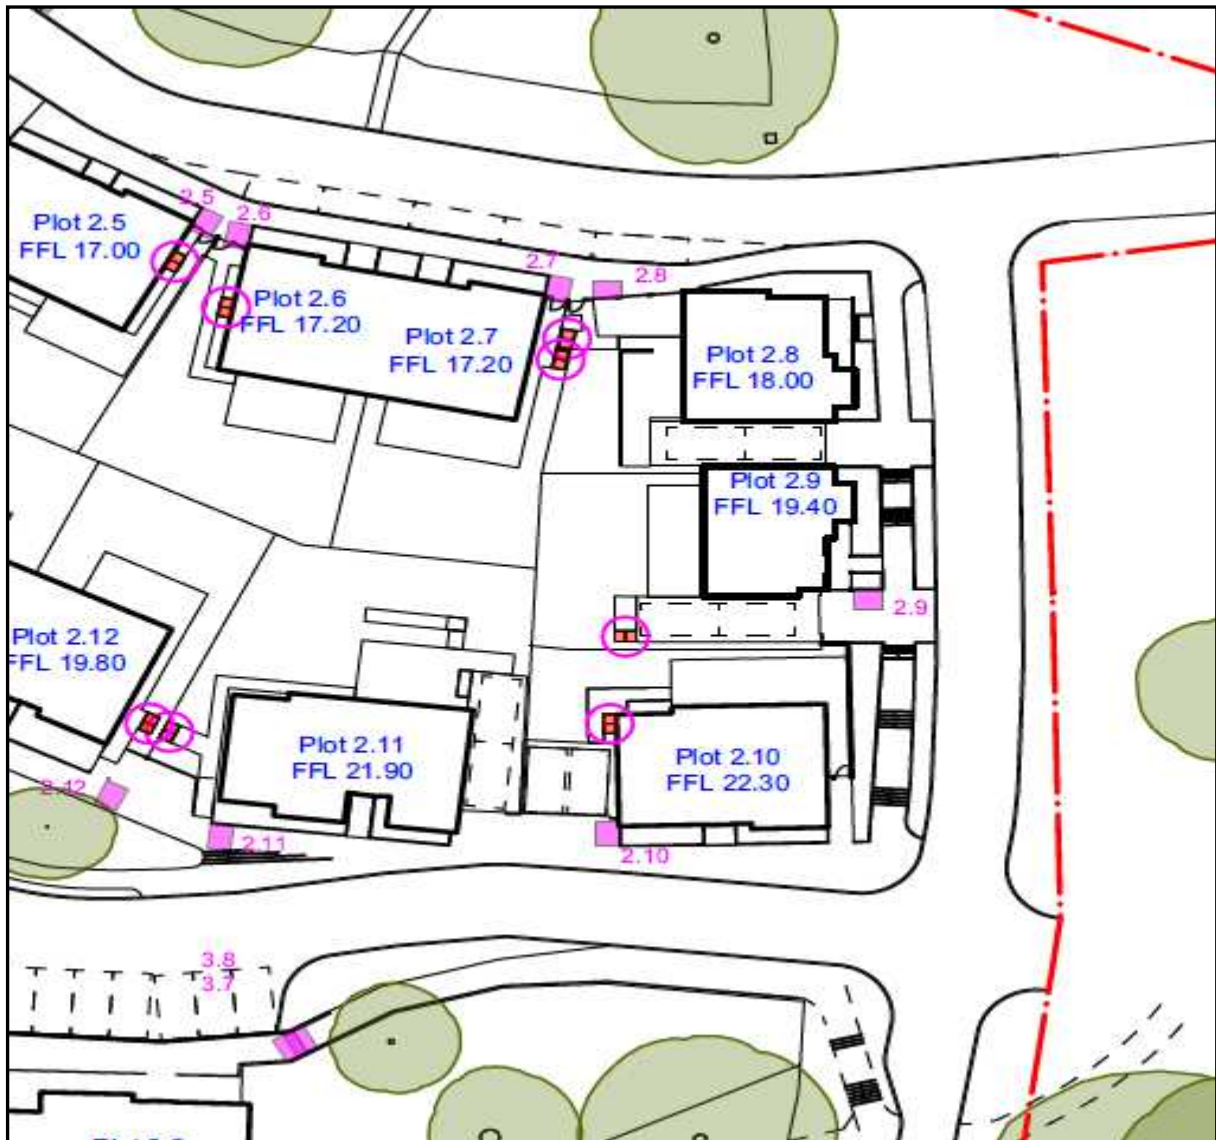 2.5
2.6
Plot 2.5
FFL 17.00
2.7
2.8
Plot 2.6
FFL 17.20
Plot 2.7
FFL 17.20
Plot 2.8
FFL 18.00
Plot 2.9
FFL 19.40
2.9
Plot 2.12
FFL 19.80
Plot 2.11
FFL 21.90
Plot 2.10
FFL 22.30
2.12
2.11
2.10
3.8
3.7